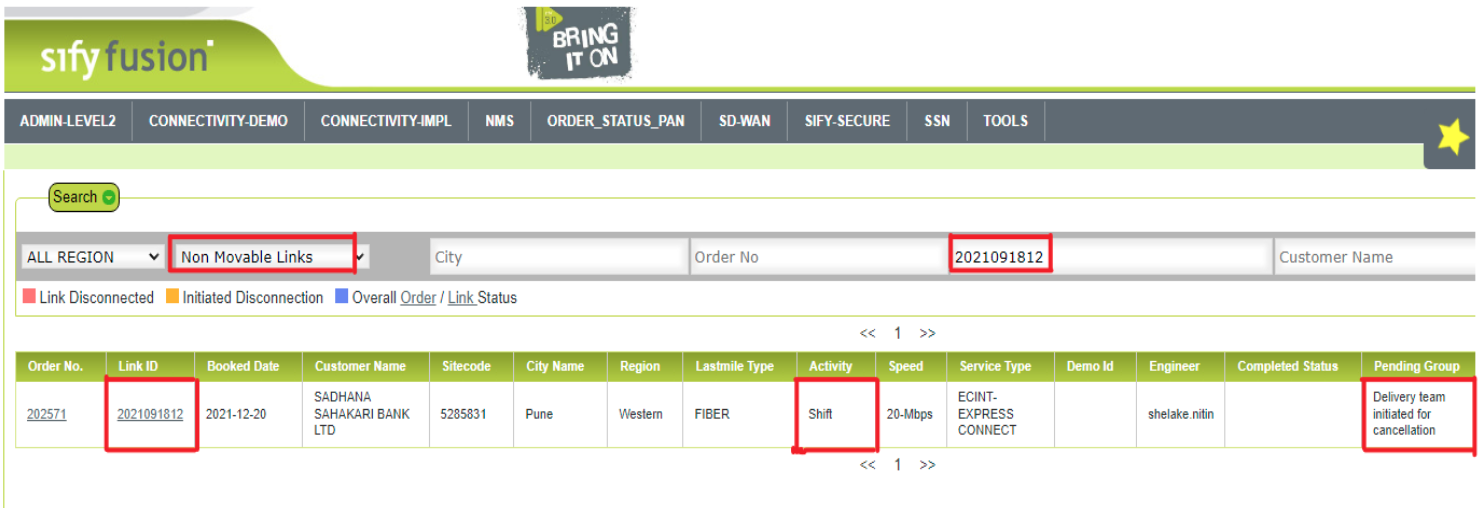 30
BRING
IT ON
sify fusion
ADMIN-LEVEL2 CONNECTIVITY-DEMO CONNECTIVITY-IMPL NMS ORDER_STATUS_PAN SD-WAN SIFY-SECURE SSN TOOLS
Search
ALL REGION Non Movable Links City Order No 2021091812 Customer Name
Link Disconnected Initiated Disconnection Overall Order / Link Status
<< 1 >>
Order No. Link ID Booked Date Customer Name Sitecode City Name Region Lastmile Type Activity Speed Service Type Demo Id Engineer Completed Status Pending Group
202571 2021091812 2021-12-20 SADHANA SAHAKARI BANK LTD 5285831 Pune Western FIBER Shift 20-Mbps ECINT-EXPRESS CONNECT shelake.nitin Delivery team initiated for cancellation
<< 1 >>